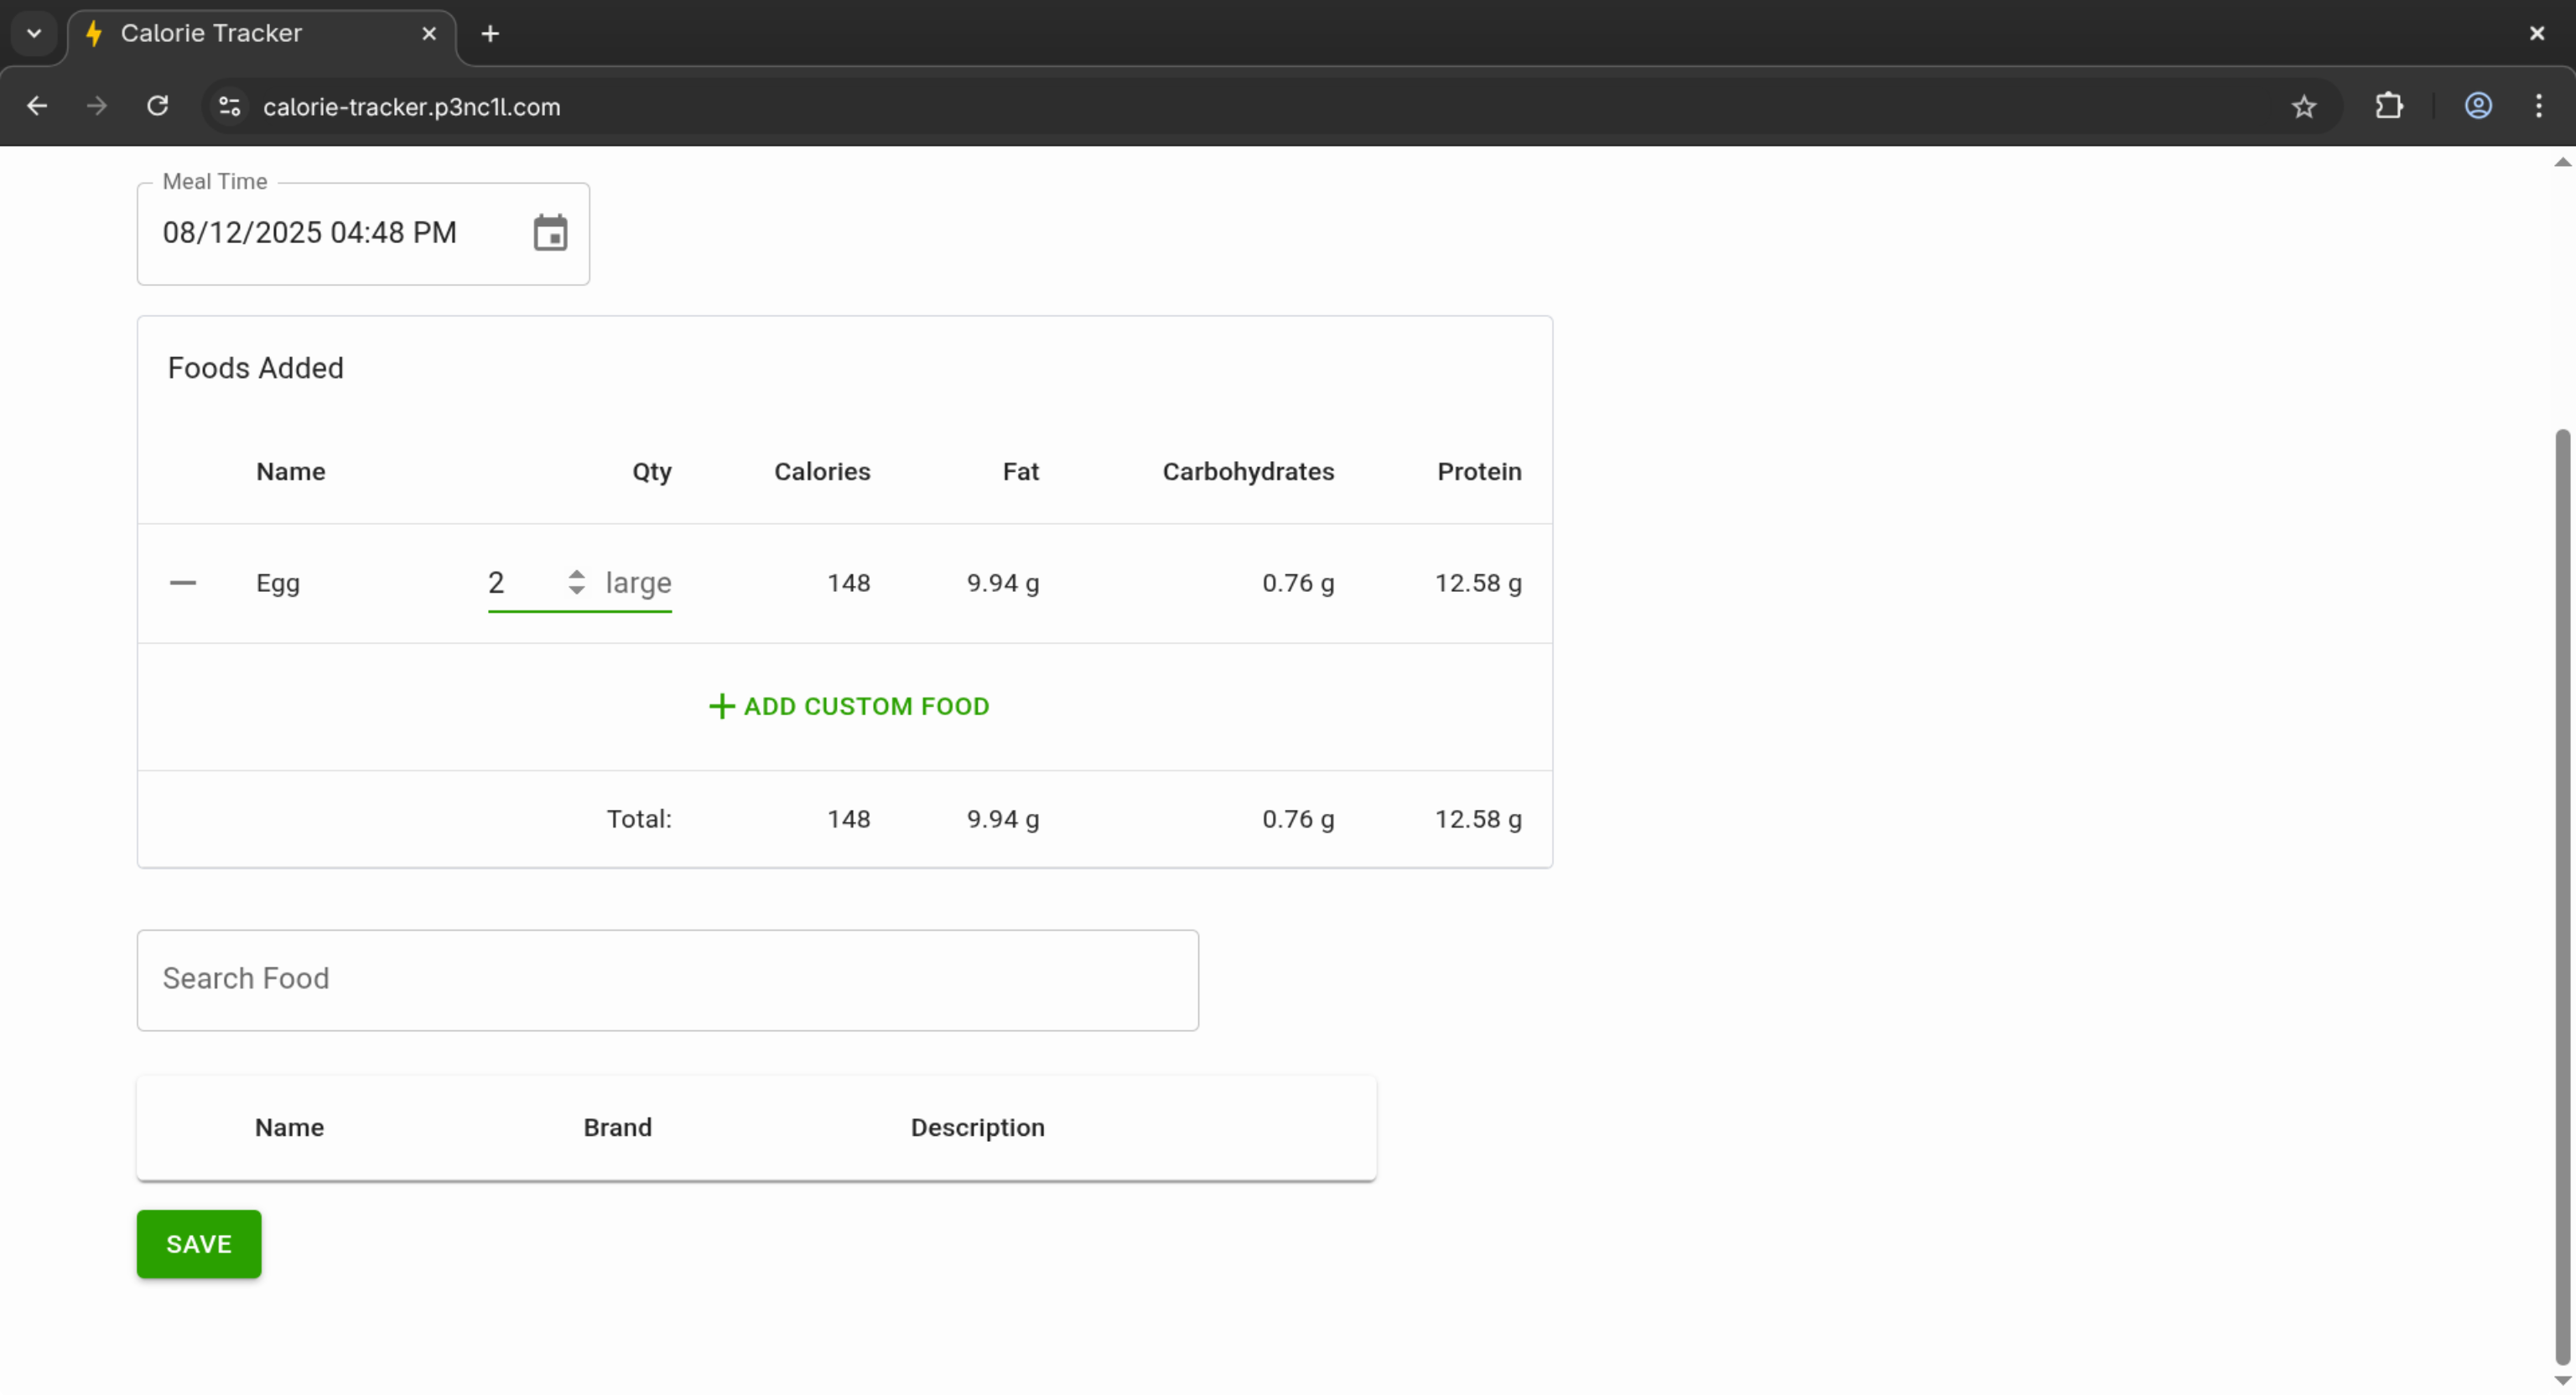 Calorie Tracker
calorie-tracker.p3nc1l.com
Meal Time
08/12/2025 04:48 PM
Foods Added
Name Qty Calories Fat Carbohydrates Protein
Egg 2 large 148 9.94 g 0.76 g 12.58 g
ADD CUSTOM FOOD
Total: 148 9.94 g 0.76 g 12.58 g
Search Food
Name Brand Description
SAVE